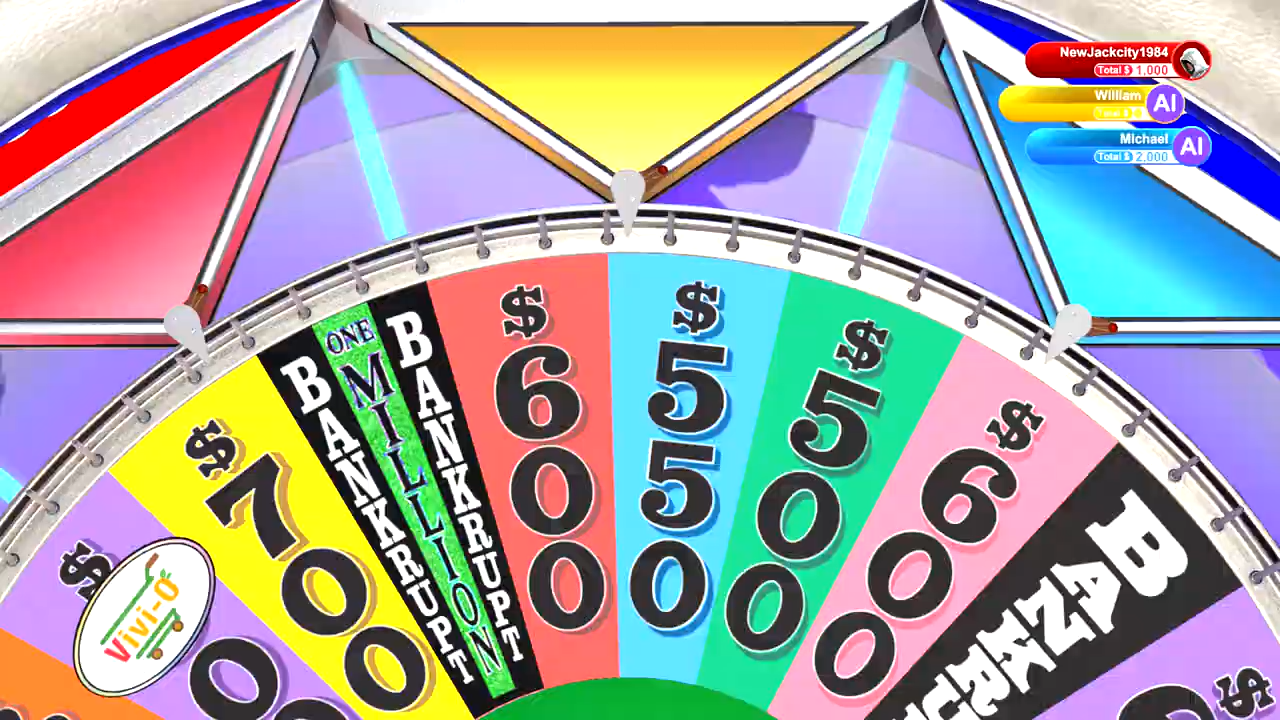 NewJackcity1984
Total $ 1,000
William
AI
Michael
Total $ 2,000
AI
$700
BANKRUPT
ONE MILLION
BANKRUPT
$600
$550
$500
$600
$
Vivi-O